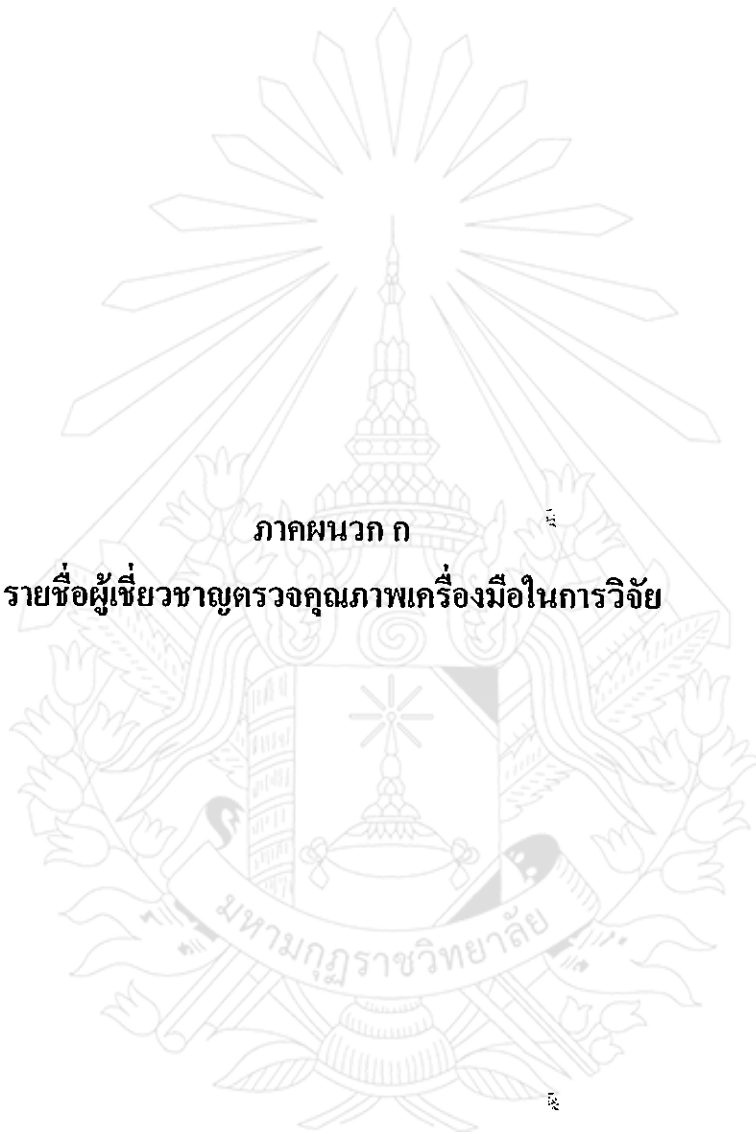 ภาคผนวก ก
รายชื่อผู้เชี่ยวชาญตรวจคุณภาพเครื่องมือในการวิจัย
มหามกุฏราชวิทยาลัย